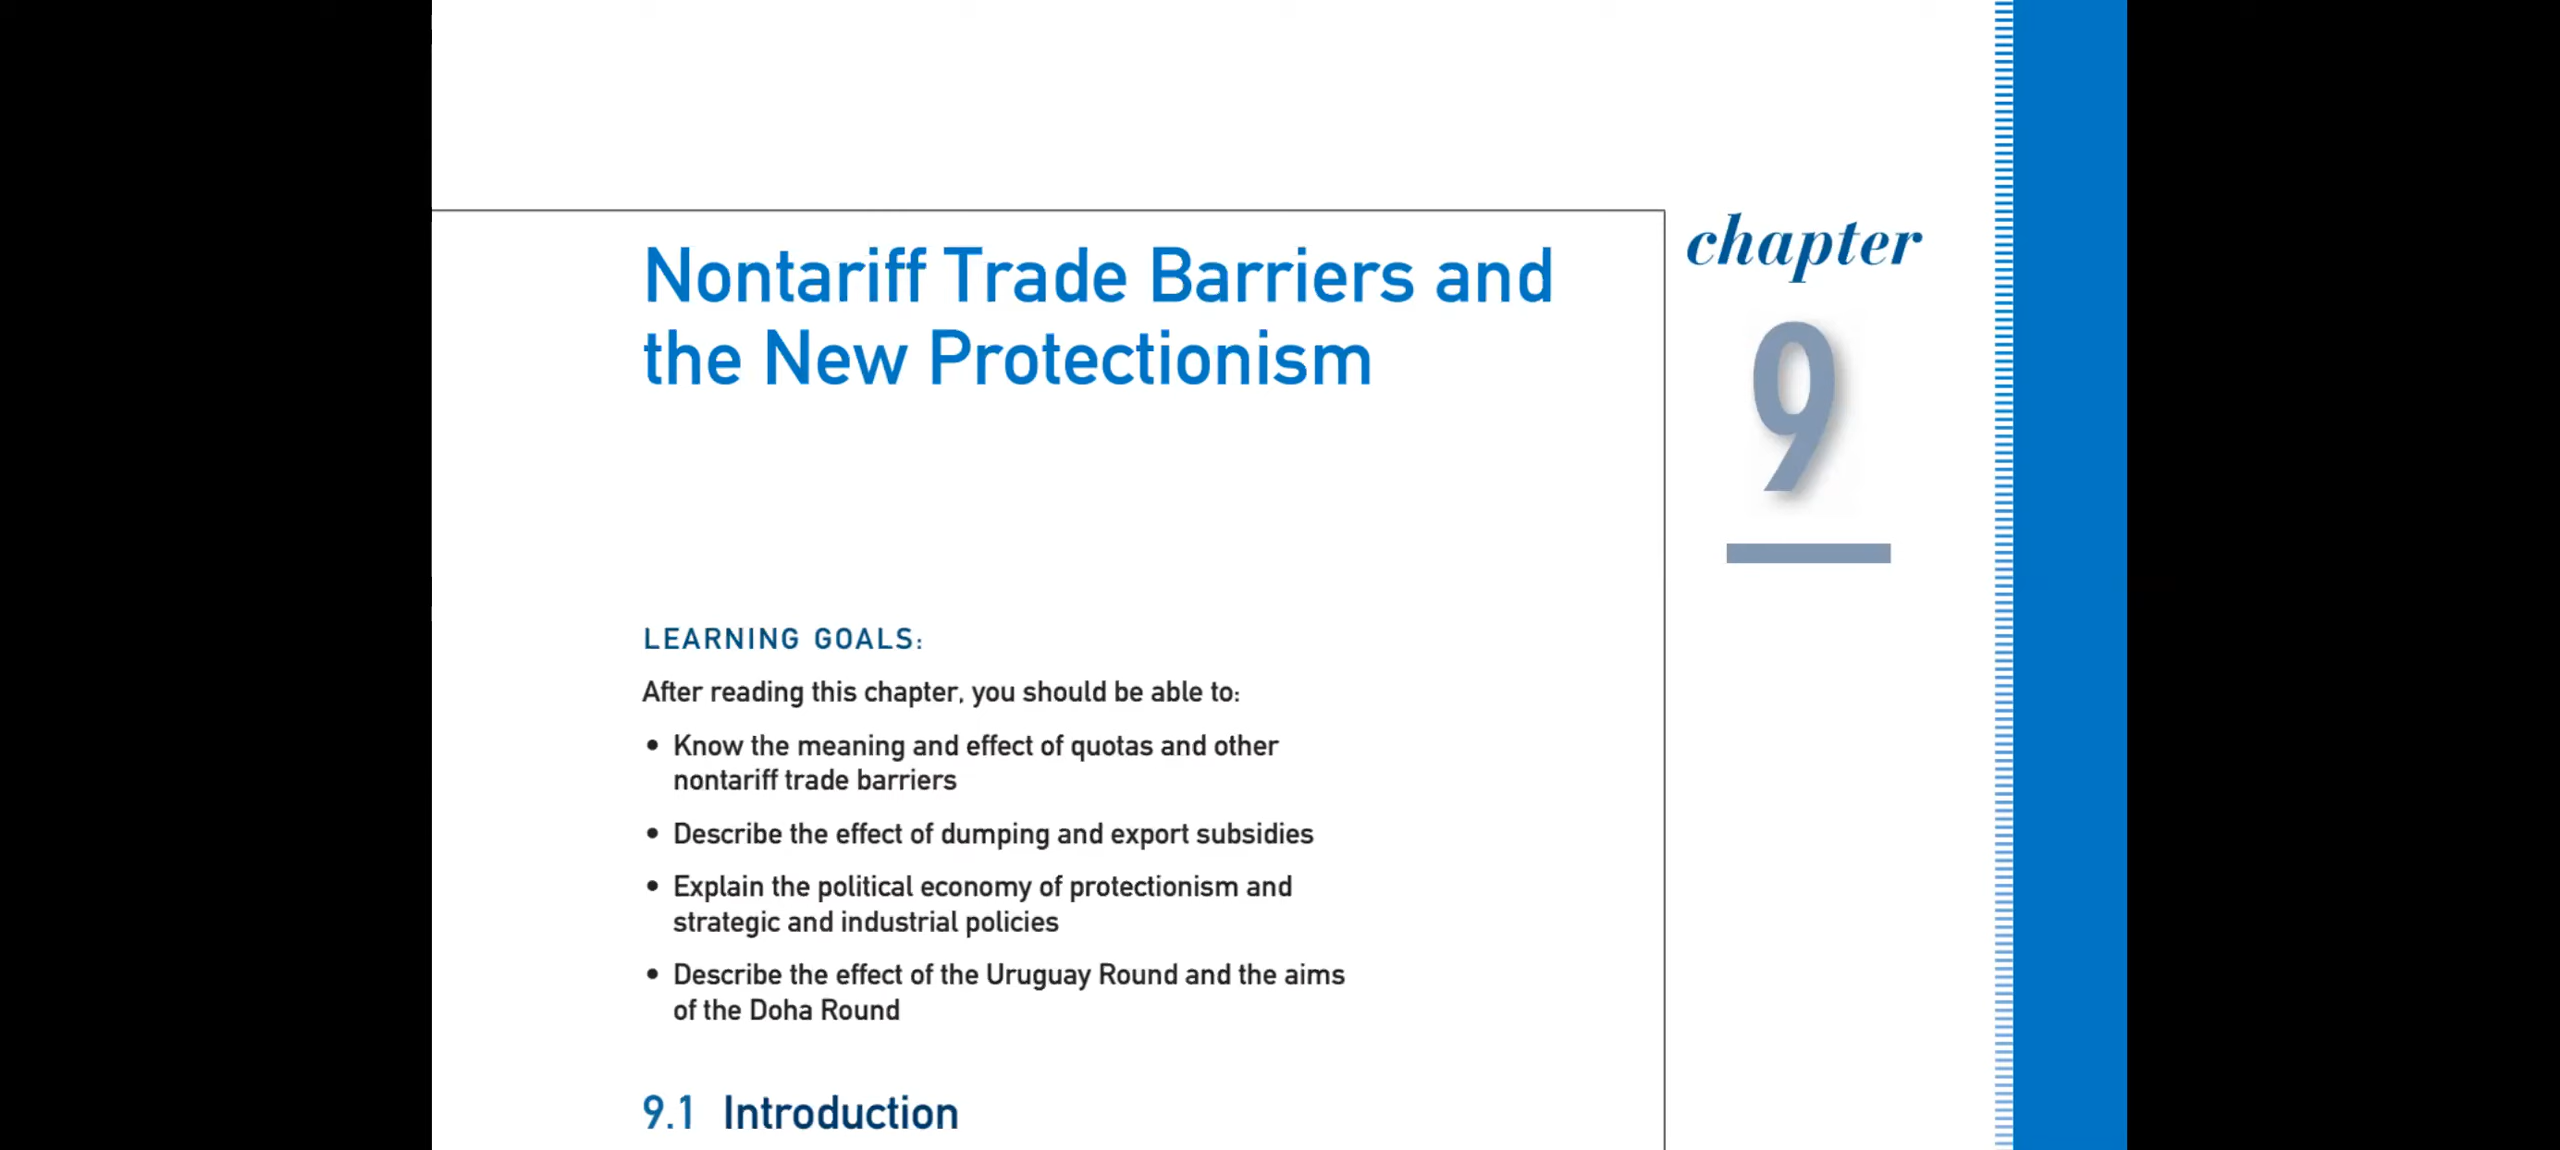 Nontariff Trade Barriers and
the New Protectionism
chapter
9
LEARNING GOALS:
After reading this chapter, you should be able to:
• Know the meaning and effect of quotas and other
nontariff trade barriers
• Describe the effect of dumping and export subsidies
• Explain the political economy of protectionism and
strategic and industrial policies
• Describe the effect of the Uruguay Round and the aims
of the Doha Round
9.1 Introduction